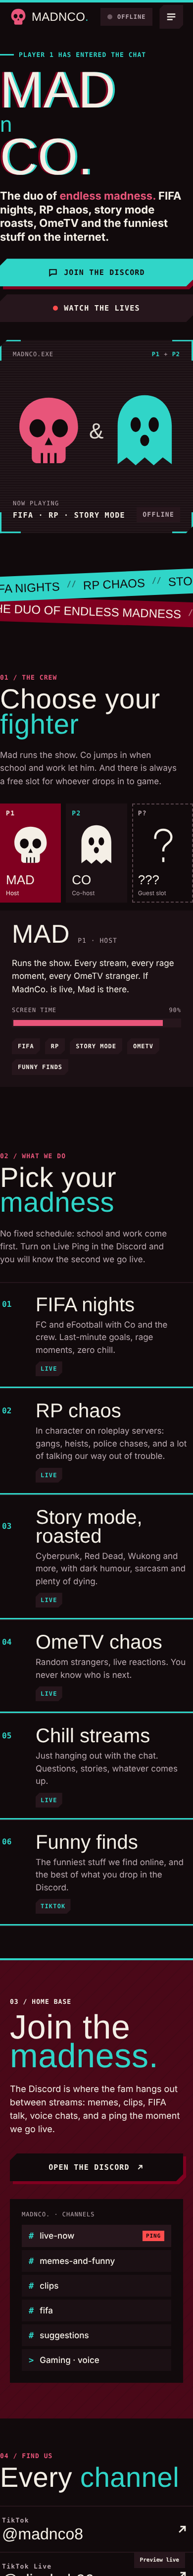 MADNCO.
OFFLINE
PLAYER 1 HAS ENTERED THE CHAT
MAD
n
CO.
The duo of endless madness. FIFA
nights, RP chaos, story mode
roasts, OmeTV and the funniest
stuff on the internet.
JOIN THE DISCORD
WATCH THE LIVES
MADNCO.EXE
P1 + P2
&
NOW PLAYING
FIFA · RP · STORY MODE
OFFLINE
FA NIGHTS // RP CHAOS // STO
HE DUO OF ENDLESS MADNESS /
01 / THE CREW
Choose your
fighter
Mad runs the show. Co jumps in when
school and work let him. And there is always
a free slot for whoever drops in to game.
P1
MAD
Host
P2
CO
Co-host
P?
?
???
Guest slot
MAD P1 · HOST
Runs the show. Every stream, every rage
moment, every OmeTV stranger. If
MadnCo. is live, Mad is there.
SCREEN TIME
90%
FIFA
RP
STORY MODE
OMETV
FUNNY FINDS
02 / WHAT WE DO
Pick your
madness
No fixed schedule: school and work come
first. Turn on Live Ping in the Discord and
you will know the second we go live.
01
FIFA nights
FC and eFootball with Co and the
crew. Last-minute goals, rage
moments, zero chill.
LIVE
02
RP chaos
In character on roleplay servers:
gangs, heists, police chases, and a lot
of talking our way out of trouble.
LIVE
03
Story mode,
roasted
Cyberpunk, Red Dead, Wukong and
more, with dark humour, sarcasm and
plenty of dying.
LIVE
04
OmeTV chaos
Random strangers, live reactions. You
never know who is next.
LIVE
05
Chill streams
Just hanging out with the chat.
Questions, stories, whatever comes
up.
LIVE
06
Funny finds
The funniest stuff we find online, and
the best of what you drop in the
Discord.
TIKTOK
03 / HOME BASE
Join the
madness.
The Discord is where the fam hangs out
between streams: memes, clips, FIFA
talk, voice chats, and a ping the moment
we go live.
OPEN THE DISCORD
MADNCO. · CHANNELS
# live-now
PING
# memes-and-funny
# clips
# fifa
# suggestions
> Gaming · voice
04 / FIND US
Every channel
TikTok
@madnco8
Preview live
TikTok Live